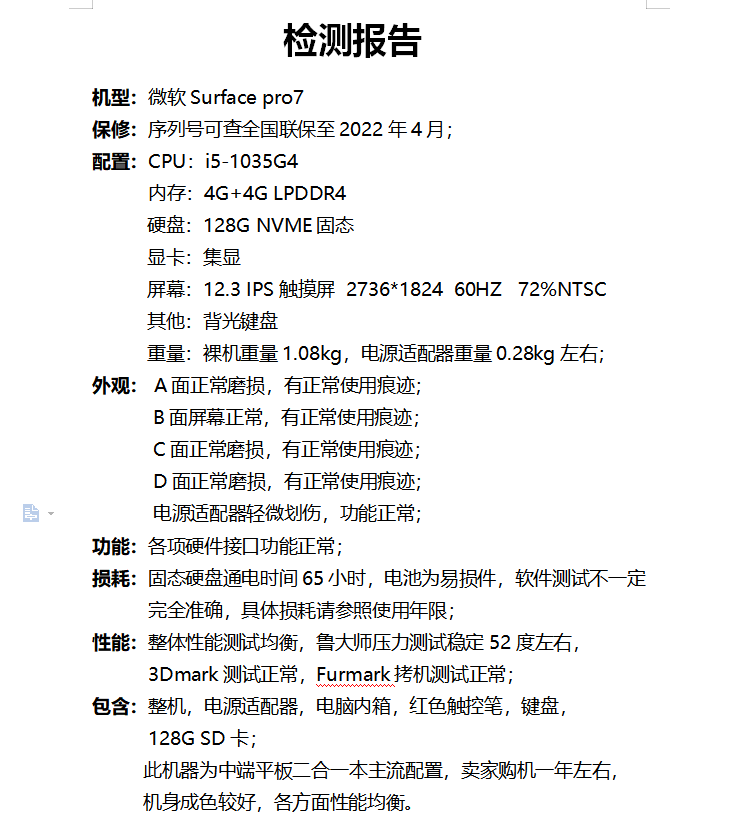 检测报告
机型：微软 Surface pro7
保修：序列号可查全国联保至 2022 年 4 月；
配置：CPU：i5-1035G4
内存：4G+4G LPDDR4
硬盘：128G NVME 固态
显卡：集显
屏幕：12.3 IPS 触摸屏 2736*1824 60HZ 72%NTSC
其他：背光键盘
重量：裸机重量 1.08kg，电源适配器重量 0.28kg 左右；
外观： A 面正常磨损，有正常使用痕迹；
B 面屏幕正常，有正常使用痕迹；
C 面正常磨损，有正常使用痕迹；
D 面正常磨损，有正常使用痕迹；
电源适配器轻微划伤，功能正常；
功能：各项硬件接口功能正常；
损耗：固态硬盘通电时间 65 小时，电池为易损件，软件测试不一定
完全准确，具体损耗请参照使用年限；
性能：整体性能测试均衡，鲁大师压力测试稳定 52 度左右，
3Dmark 测试正常，Furmark 拷机测试正常；
包含：整机，电源适配器，电脑内箱，红色触控笔，键盘，
128G SD 卡；
此机器为中端平板二合一本主流配置，卖家购机一年左右，
机身成色较好，各方面性能均衡。